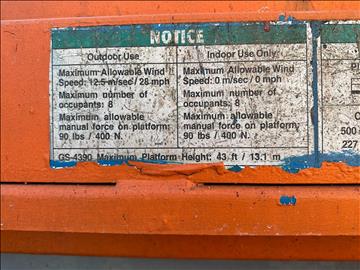 NOTICE
Outdoor Use
Maximum Allowable Wind
Speed: 12.5 m/sec/ 28 mph
Maximum number of
occupants: 8
Maximum allowable
manual force on platform:
90 lbs / 400 N.
Indoor Use Only
Maximum Allowable Wind
Speed: 0 m/sec/ 0 mph
Maximum number of
occupants: 8
Maximum allowable
manual force on platform:
90 lbs / 400 N.
GS-4390 Maximum Platform Height: 43 ft / 13.1 m
500
227